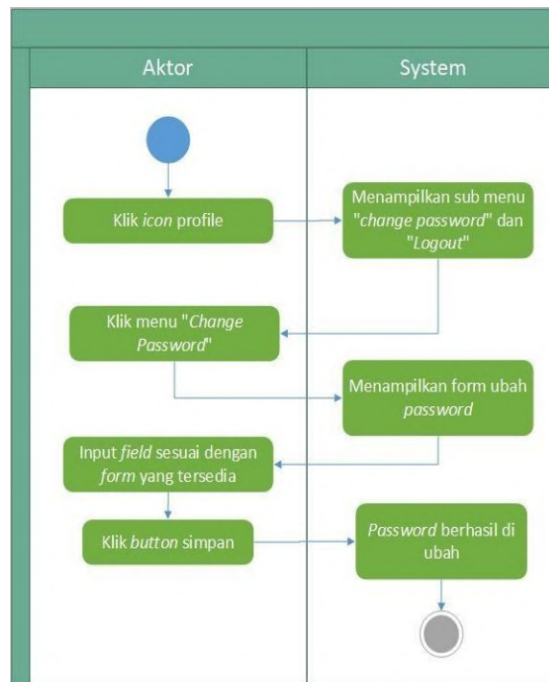 Aktor
System
Klik icon profile
Menampilkan sub menu
"change password" dan
"Logout"
Klik menu "Change
Password"
Menampilkan form ubah
password
Input field sesuai dengan
form yang tersedia
Klik button simpan
Password berhasil di
ubah